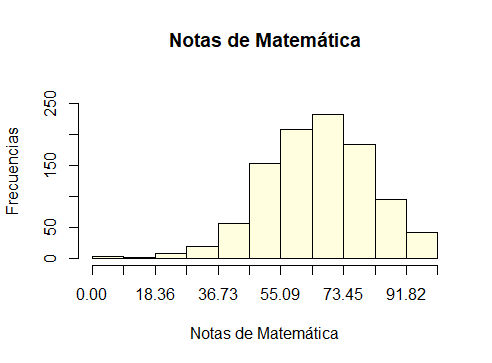 Notas de Matemática
Frecuencias
250
150
50
0
0.00 18.36 36.73 55.09 73.45 91.82
Notas de Matemática